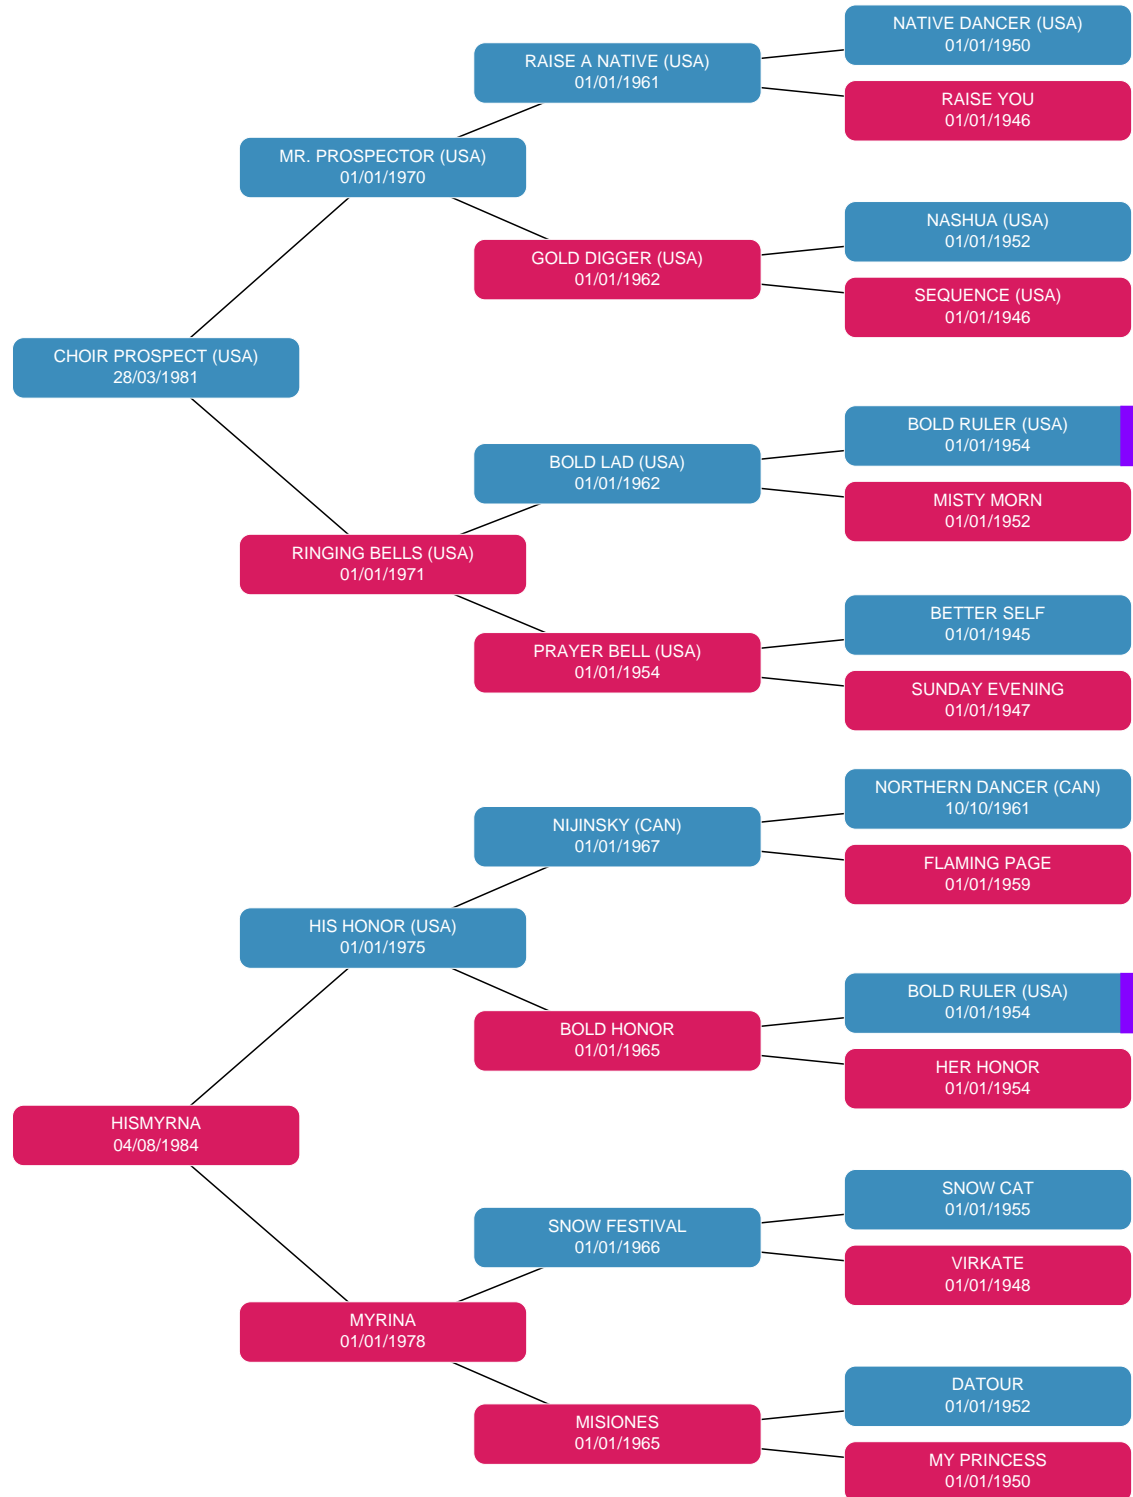 NATIVE DANCER (USA)
01/01/1950
RAISE A NATIVE (USA)
01/01/1961
RAISE YOU
01/01/1946
MR. PROSPECTOR (USA)
01/01/1970
NASHUA (USA)
01/01/1952
GOLD DIGGER (USA)
01/01/1962
SEQUENCE (USA)
01/01/1946
CHOIR PROSPECT (USA)
28/03/1981
BOLD RULER (USA)
01/01/1954
BOLD LAD (USA)
01/01/1962
MISTY MORN
01/01/1952
RINGING BELLS (USA)
01/01/1971
BETTER SELF
01/01/1945
PRAYER BELL (USA)
01/01/1954
SUNDAY EVENING
01/01/1947
NORTHERN DANCER (CAN)
10/10/1961
NIJINSKY (CAN)
01/01/1967
FLAMING PAGE
01/01/1959
HIS HONOR (USA)
01/01/1975
BOLD RULER (USA)
01/01/1954
BOLD HONOR
01/01/1965
HER HONOR
01/01/1954
HISMYRNA
04/08/1984
SNOW CAT
01/01/1955
SNOW FESTIVAL
01/01/1966
VIRKATE
01/01/1948
MYRINA
01/01/1978
DATOUR
01/01/1952
MISIONES
01/01/1965
MY PRINCESS
01/01/1950